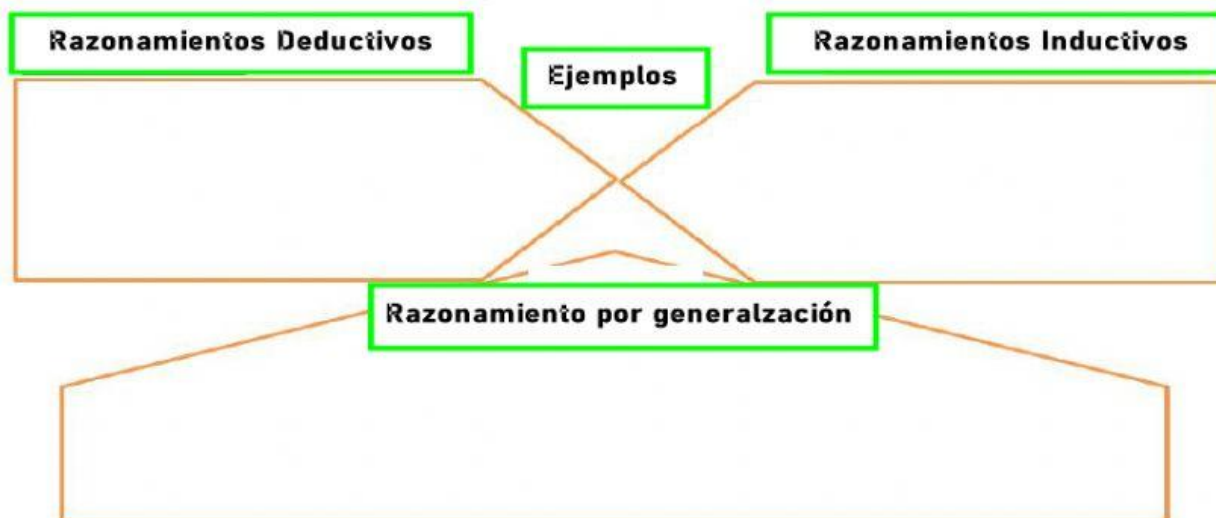 Razonamientos Deductivos
Ejemplos
Razonamientos Inductivos
Razonamiento por generalzación